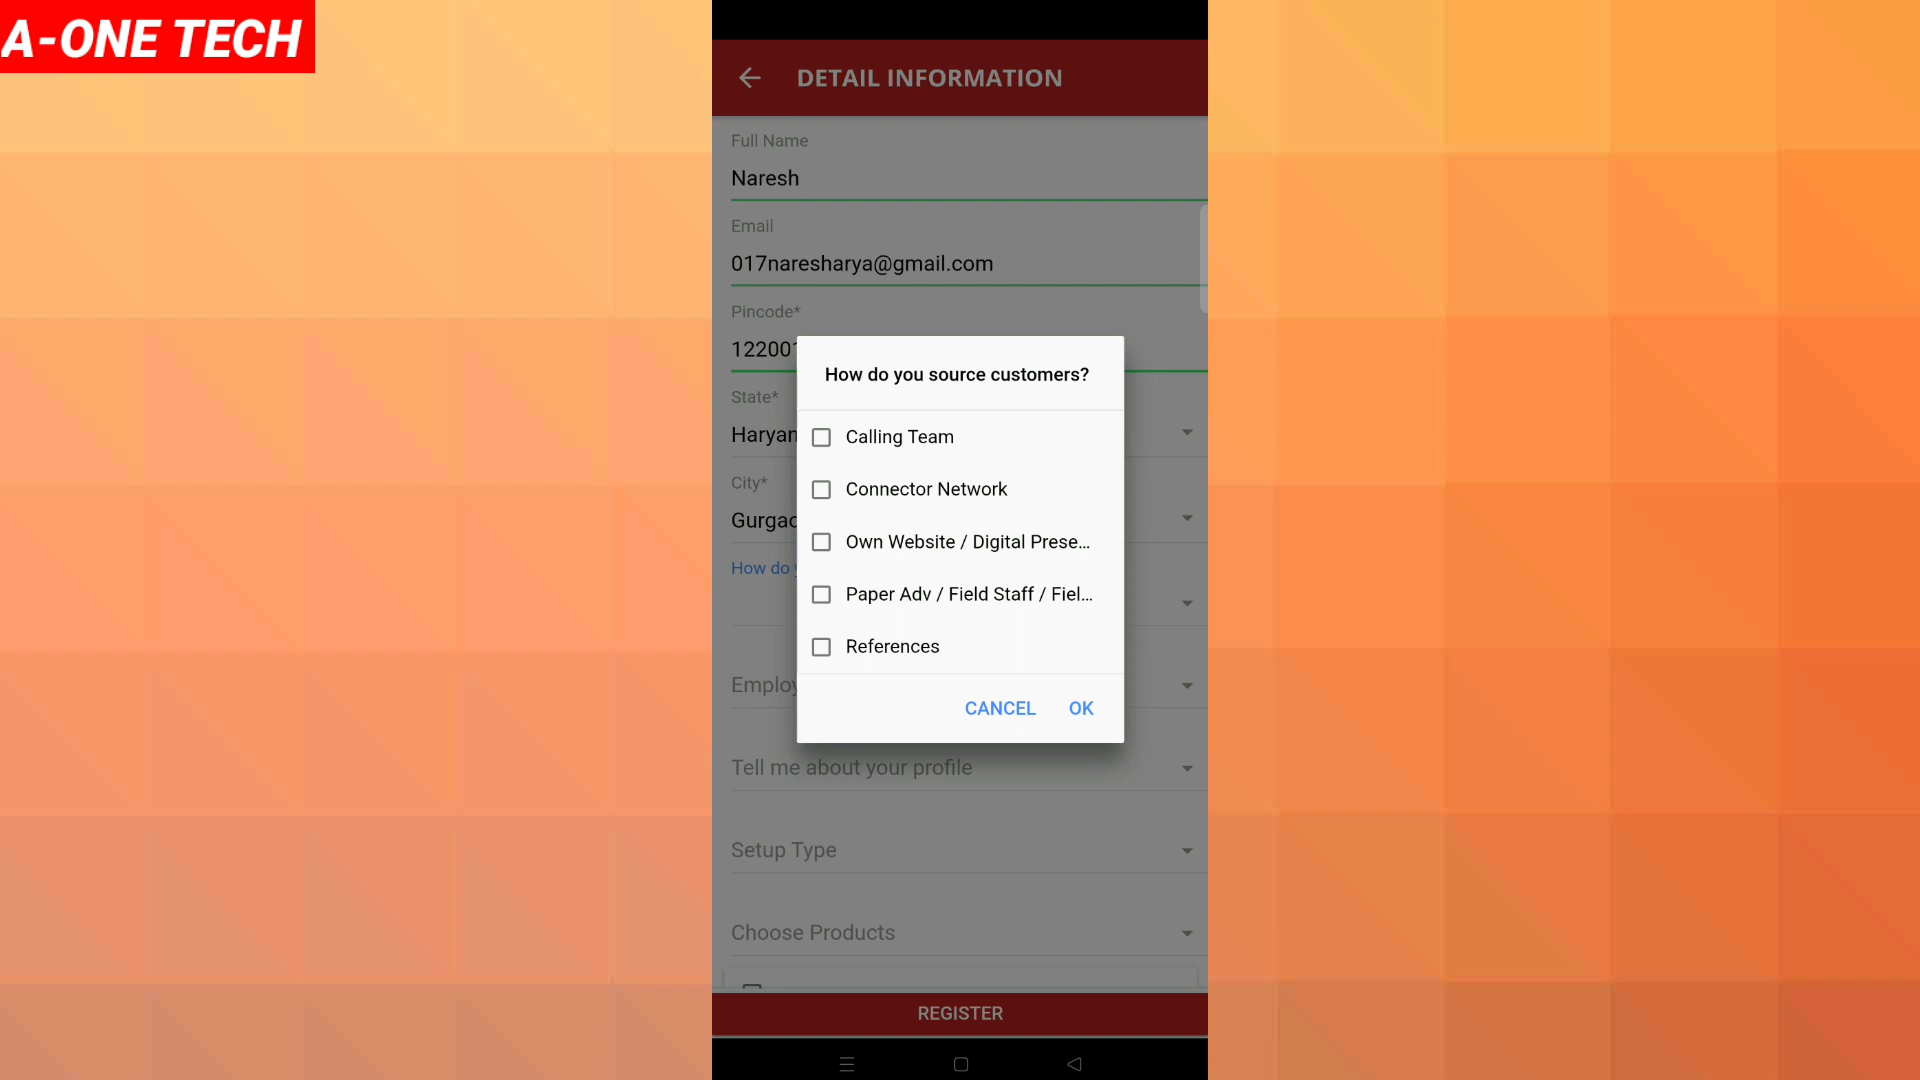 A-ONE TECH
DETAIL INFORMATION
Full Name
Naresh
Email
017naresharya@gmail.com
Pincode*
122001
How do you source customers?
State*
Haryan
Calling Team
City*
Connector Network
Gurgao
Own Website / Digital Prese...
How do y
Paper Adv / Field Staff / Fiel...
References
Employ
CANCEL OK
Tell me about your profile
Setup Type
Choose Products
REGISTER